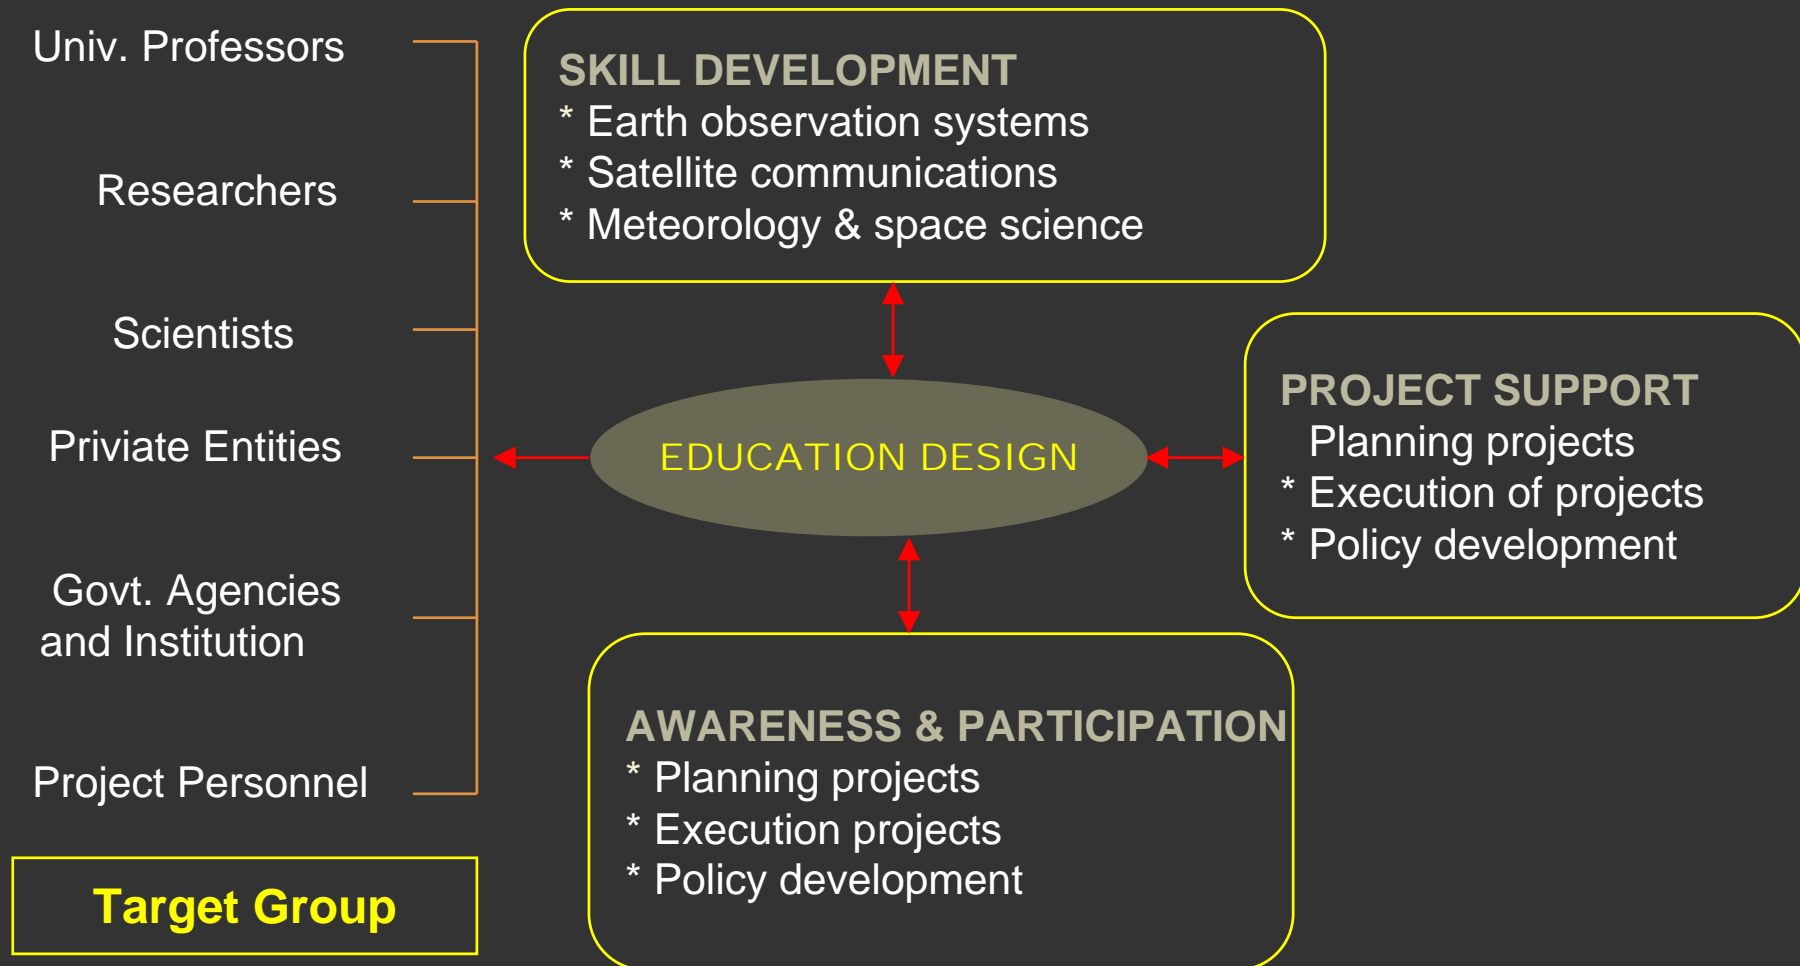 Univ. Professors
Researchers
Scientists
Priviate Entities
Govt. Agencies
and Institution
Project Personnel
Target Group
SKILL DEVELOPMENT
* Earth observation systems
* Satellite communications
* Meteorology & space science
EDUCATION DESIGN
PROJECT SUPPORT
Planning projects
* Execution of projects
* Policy development
AWARENESS & PARTICIPATION
* Planning projects
* Execution projects
* Policy development